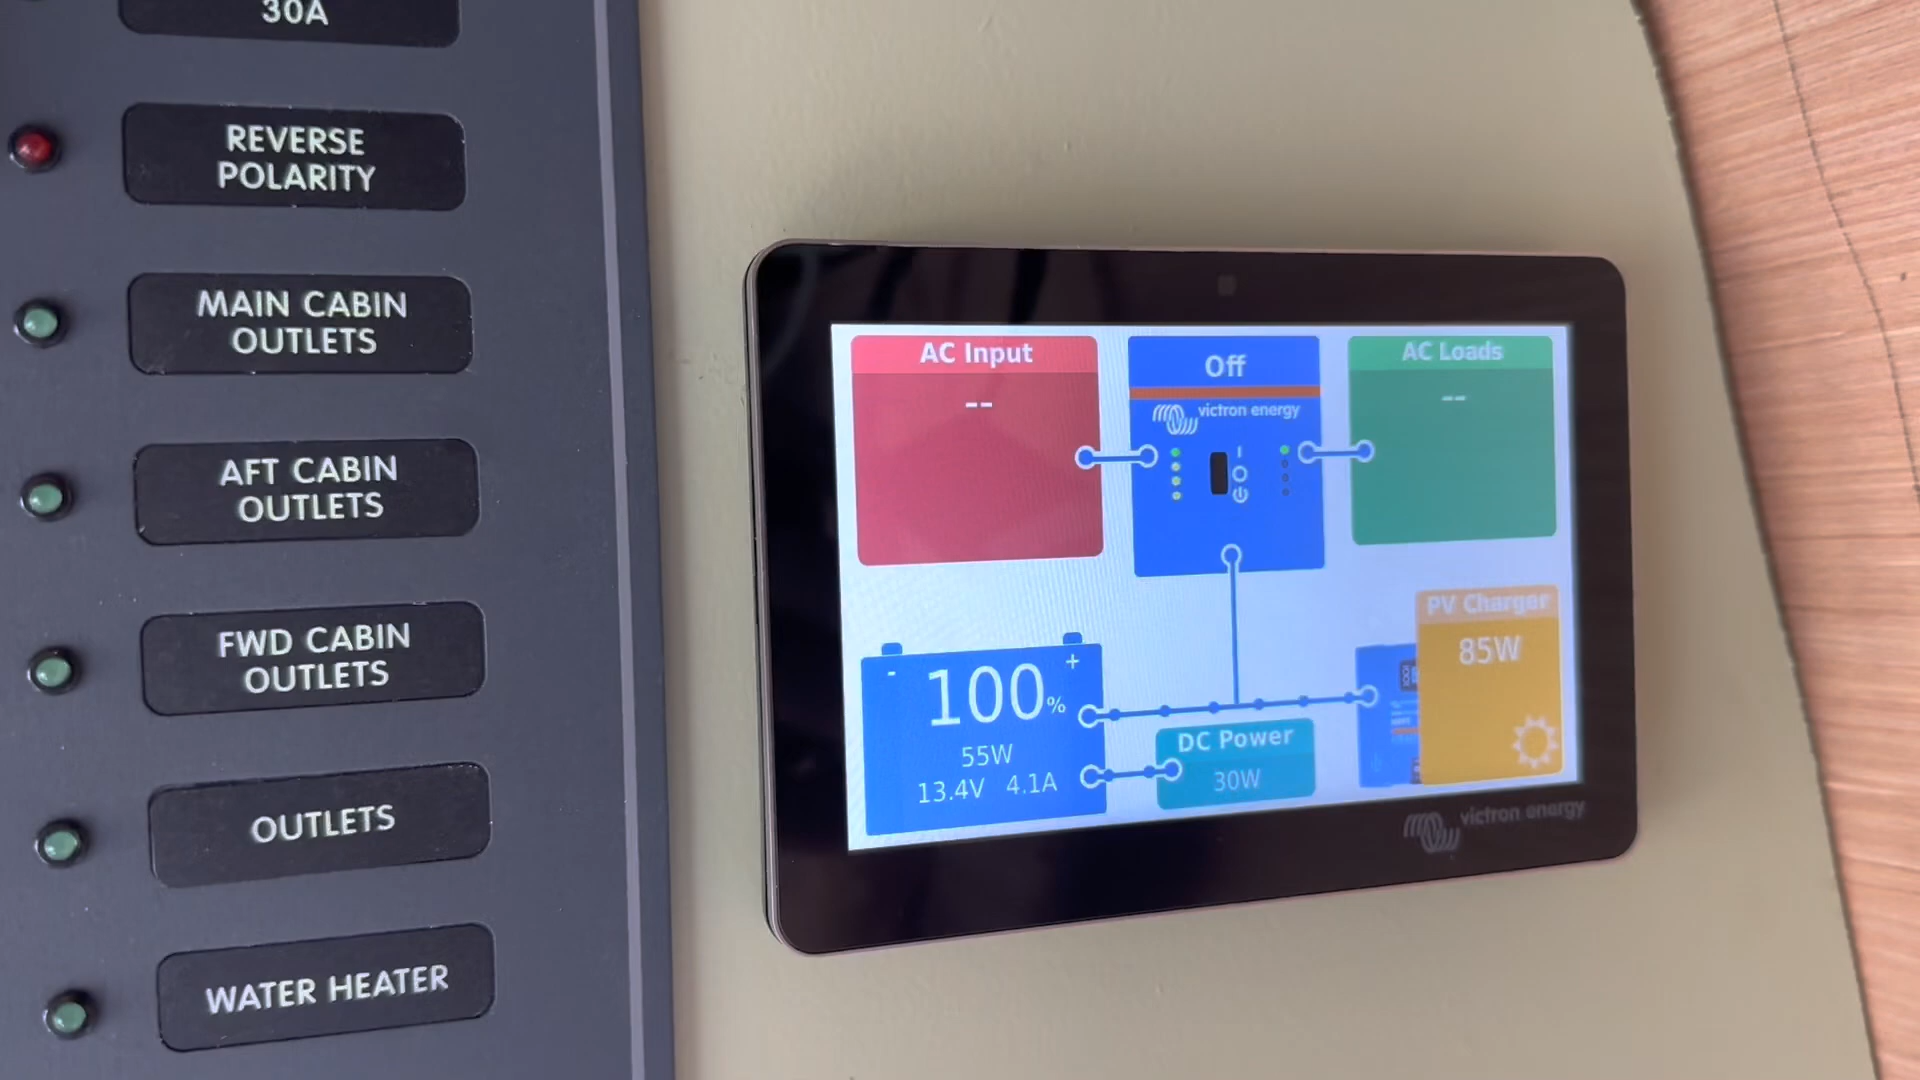 30A
REVERSE
POLARITY
MAIN CABIN
OUTLETS
AFT CABIN
OUTLETS
FWD CABIN
OUTLETS
OUTLETS
WATER HEATER
AC Input
--
Off
victron energy
AC Loads
--
PV Charger
85W
- +
100%
55W
13.4V 4.1A
DC Power
30W
victron energy